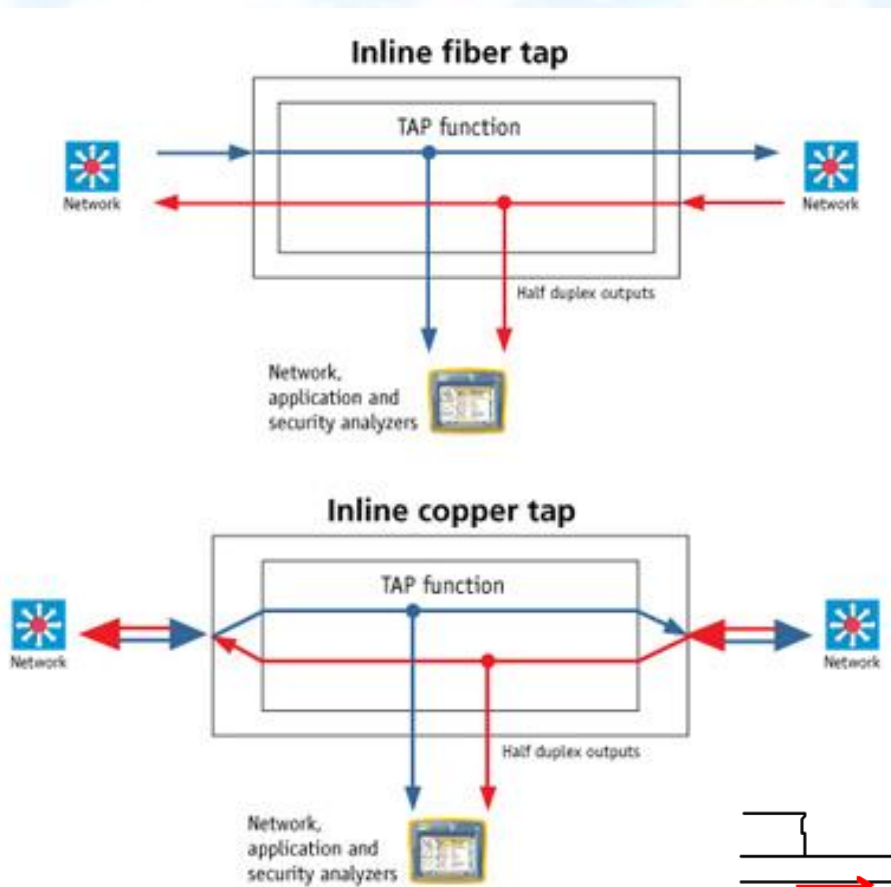 Inline fiber tap
TAP function
Network
Network
Half duplex outputs
Network,
application and
security analyzers
Inline copper tap
TAP function
Network
Network
Half duplex outputs
Network,
application and
security analyzers